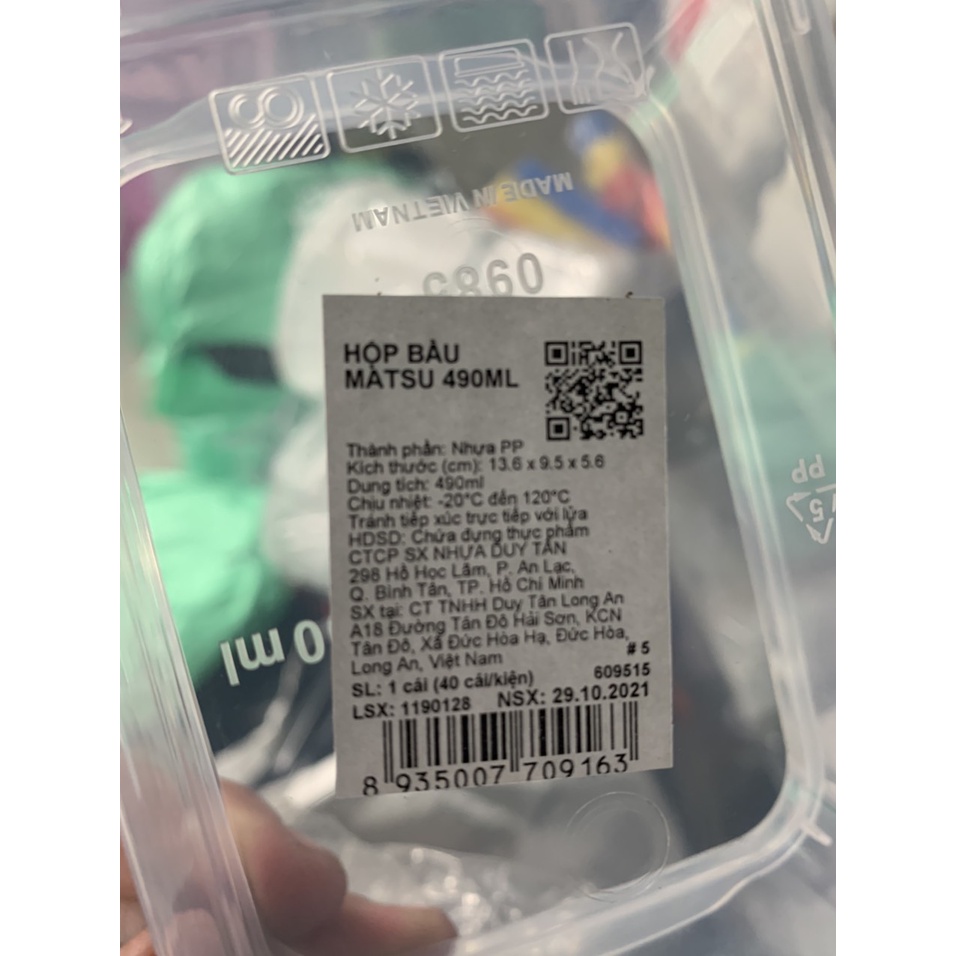 MADE IN VIETNAM
0860
HỘP BẦU
MATSU 490ML
Thành phần: Nhựa PP
Kích thước (cm): 13.6 x 9.5 x 5.6
Dung tích: 490ml
Chịu nhiệt: -20°C đến 120°C
Tránh tiếp xúc trực tiếp với lửa
HDSD: Chứa đựng thực phẩm
CTCP SX NHỰA DUY TÂN
298 Hồ Học Lãm, P. An Lạc,
Q. Bình Tân, TP. Hồ Chí Minh
SX tại: CT TNHH Duy Tân Long An
A18 Đường Tân Đô Hải Sơn, KCN
Tân Đô, Xã Đức Hòa Hạ, Đức Hòa,
Long An, Việt Nam
# 5
SL: 1 cái (40 cái/kiện)
609515
LSX: 1190128
NSX: 29.10.2021
8 935007 709163
5
PP
0 ml